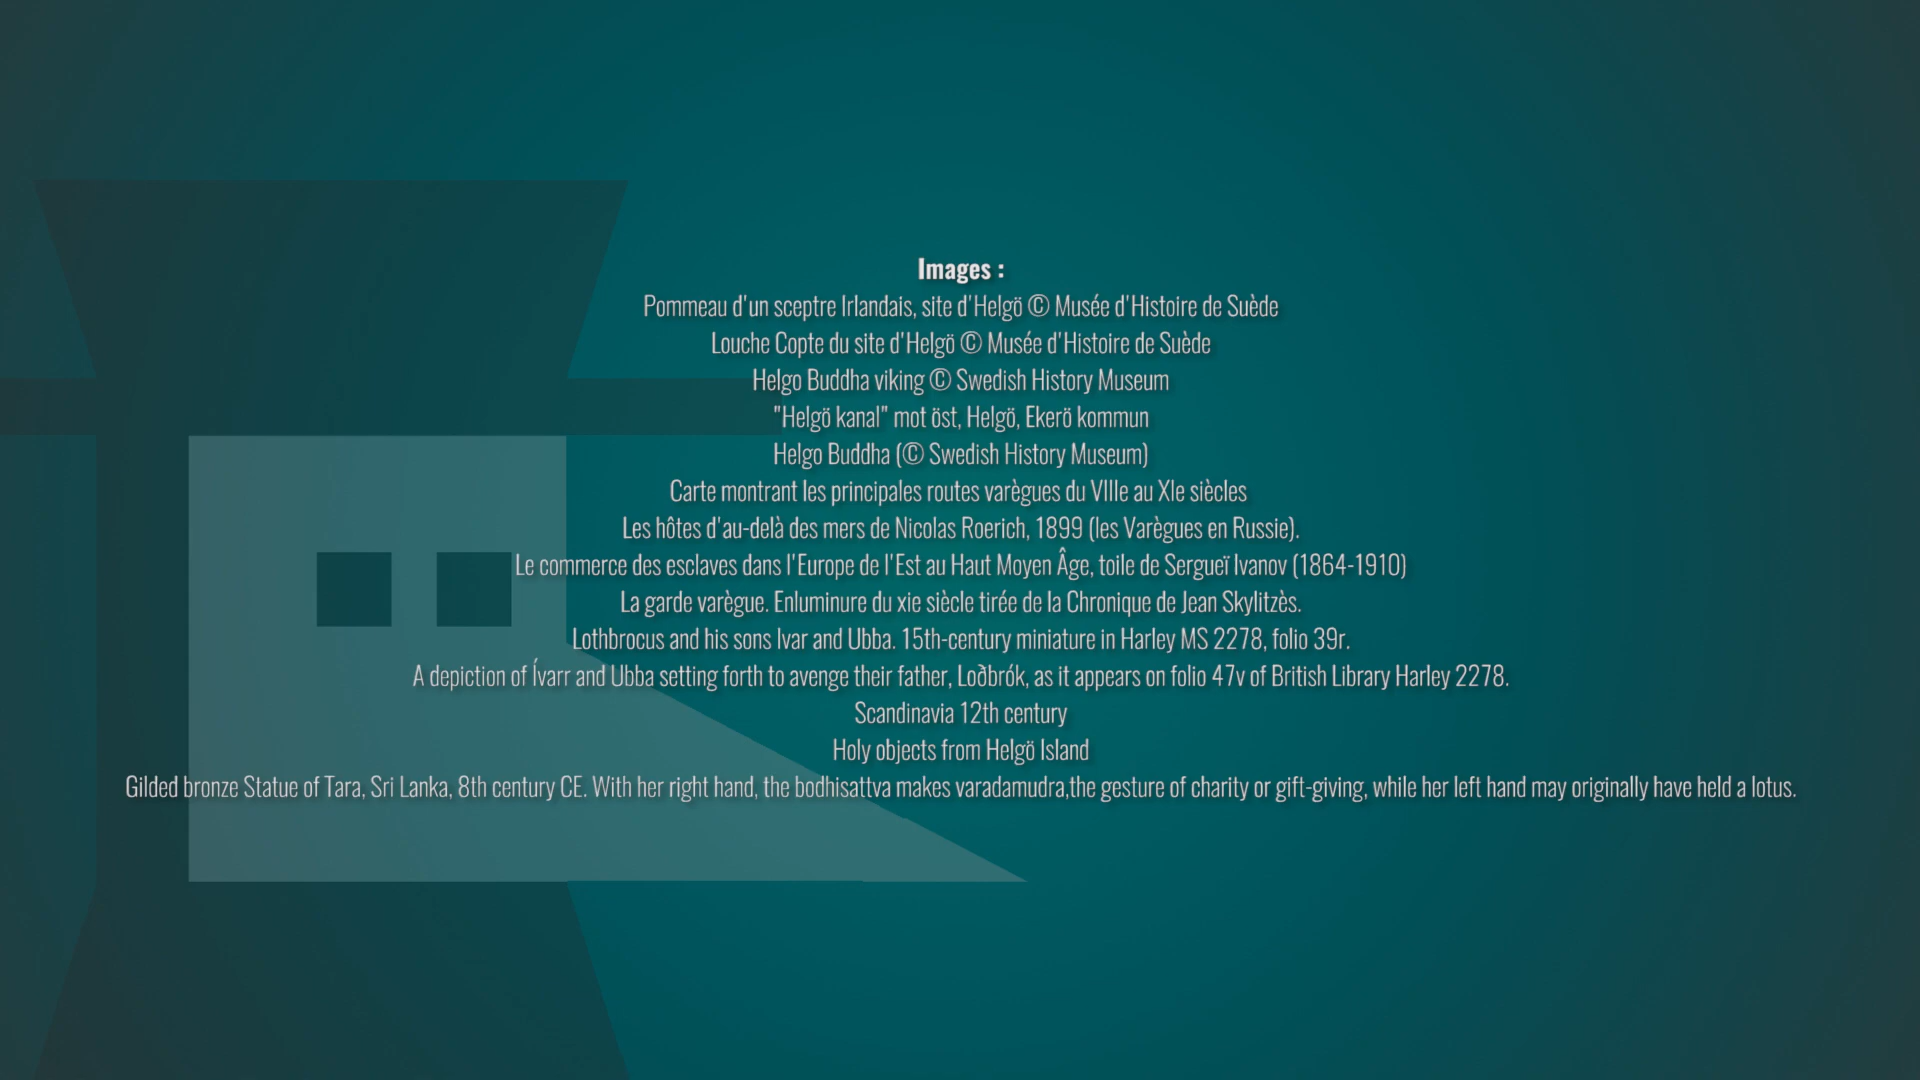 Images :
Pommeau d'un sceptre Irlandais, site d'Helgö © Musée d'Histoire de Suède
Louche Copte du site d'Helgö © Musée d'Histoire de Suède
Helgo Buddha viking © Swedish History Museum
"Helgö kanal" mot öst, Helgö, Ekerö kommun
Helgo Buddha (© Swedish History Museum)
Carte montrant les principales routes varègues du VIIIe au XIe siècles
Les hôtes d'au-delà des mers de Nicolas Roerich, 1899 (les Varègues en Russie).
Le commerce des esclaves dans l'Europe de l'Est au Haut Moyen Âge, toile de Sergueï Ivanov (1864-1910)
La garde varègue. Enluminure du xie siècle tirée de la Chronique de Jean Skylitzès.
Lothbrocus and his sons Ivar and Ubba. 15th-century miniature in Harley MS 2278, folio 39r.
A depiction of Ívarr and Ubba setting forth to avenge their father, Loðbrók, as it appears on folio 47v of British Library Harley 2278.
Scandinavia 12th century
Holy objects from Helgö Island
Gilded bronze Statue of Tara, Sri Lanka, 8th century CE. With her right hand, the bodhisattva makes varadamudra,the gesture of charity or gift-giving, while her left hand may originally have held a lotus.